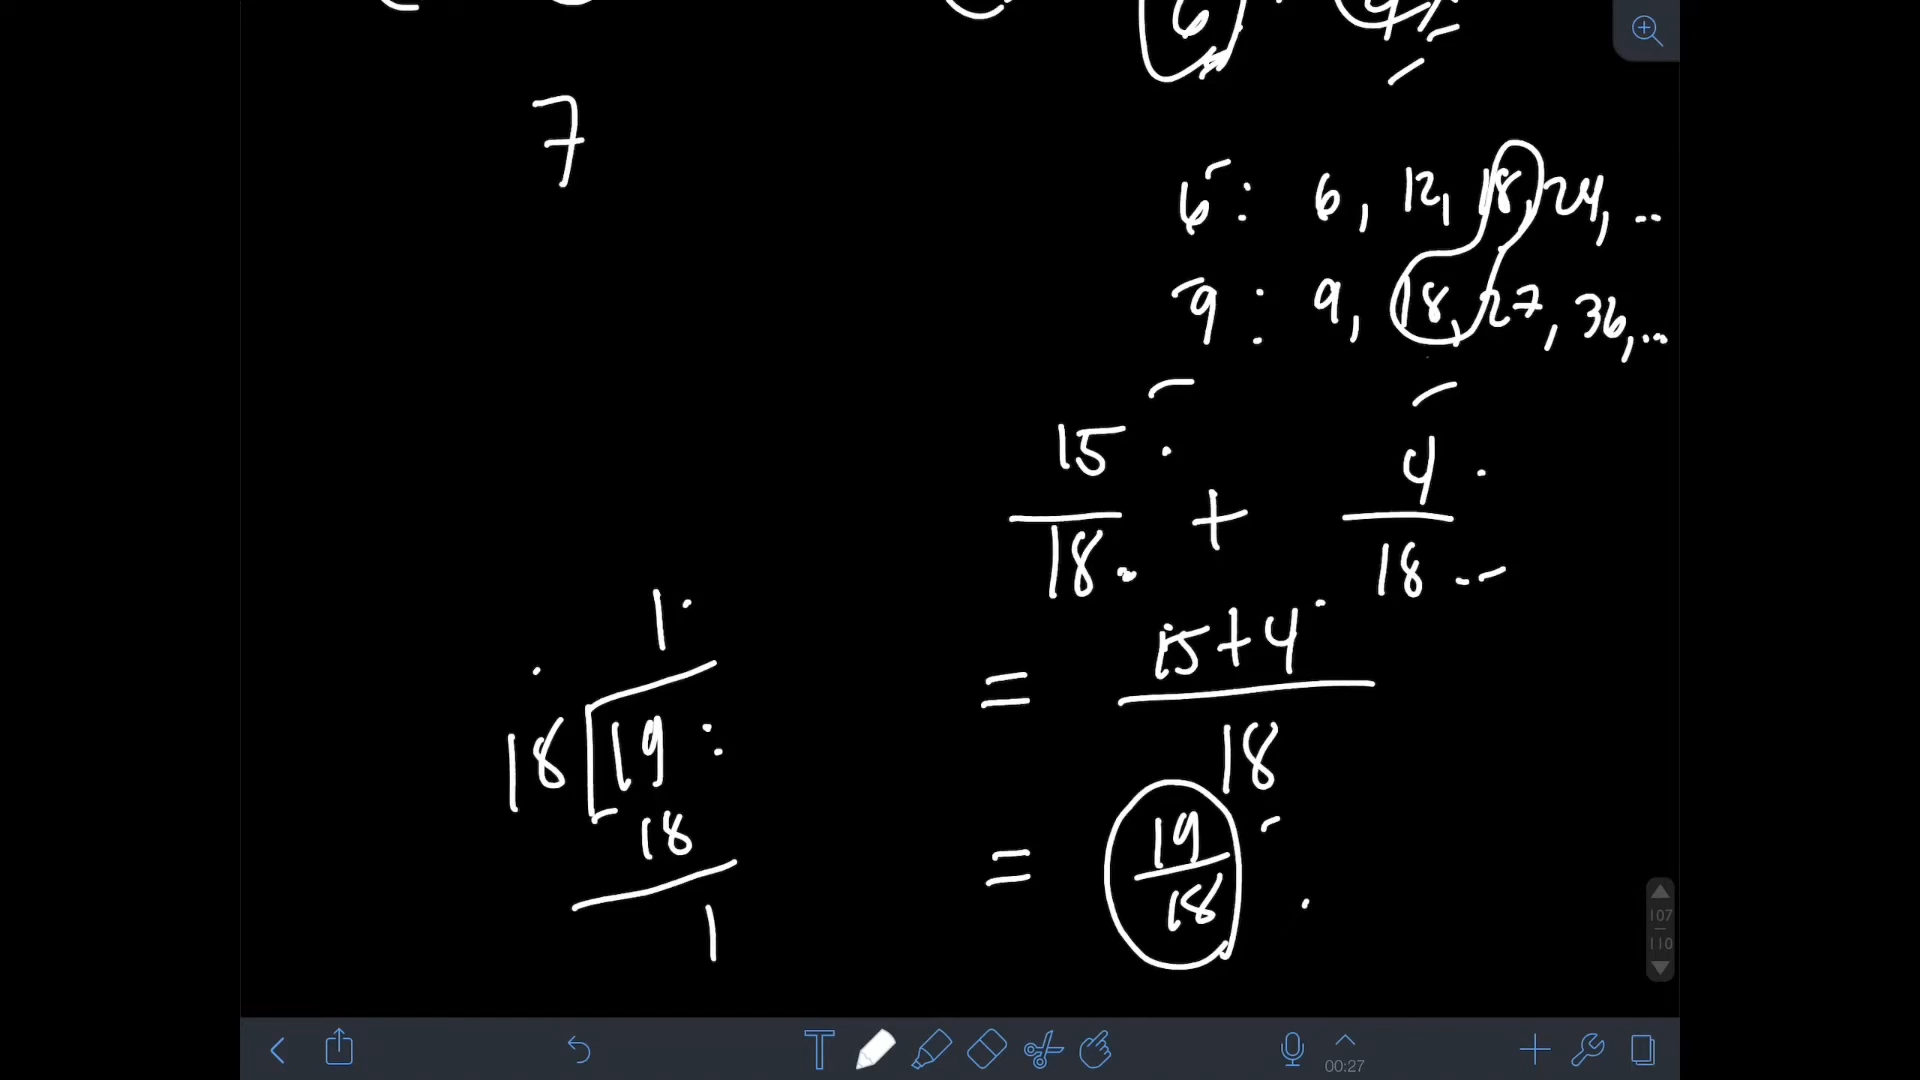 6
7
6: 6, 12, 18, 24, ...
9: 9, 18, 27, 36, ...
15/18 + 4/18
= 15+4/18
= 19/18
1
18 19
18
1
107
110
T
00:27